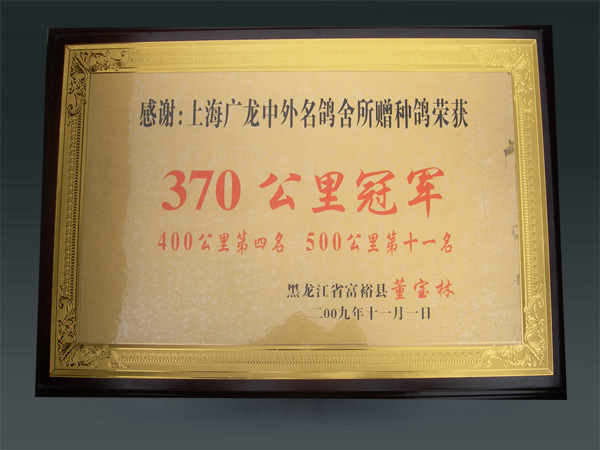 感谢:上海广龙中外名鸽舍所赠种鸽荣获
370 公里冠军
400公里第四名 500公里第十一名
黑龙江省富裕县董宝林
二00九年十一月一日